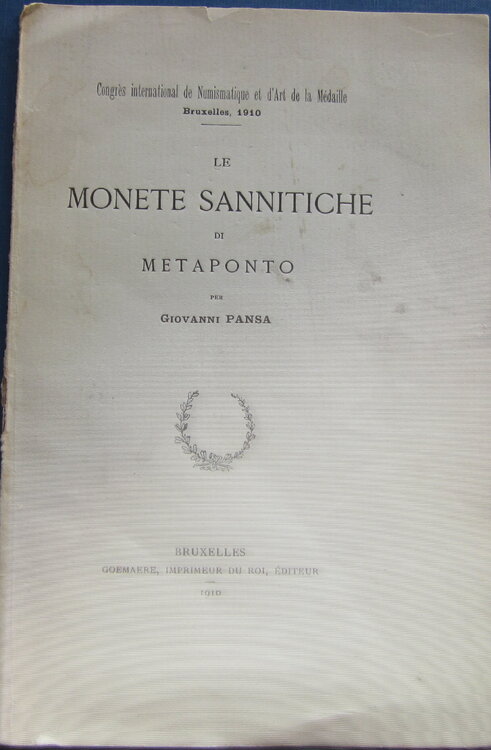 Congrès international de Numismatique et d'Art de la Médaille
Bruxelles, 1910
LE
MONETE SANNITICHE
DI
METAPONTO
PER
GIOVANNI PANSA
BRUXELLES
GOEMAERE, IMPRIMEUR DU ROI, ÉDITEUR
1910